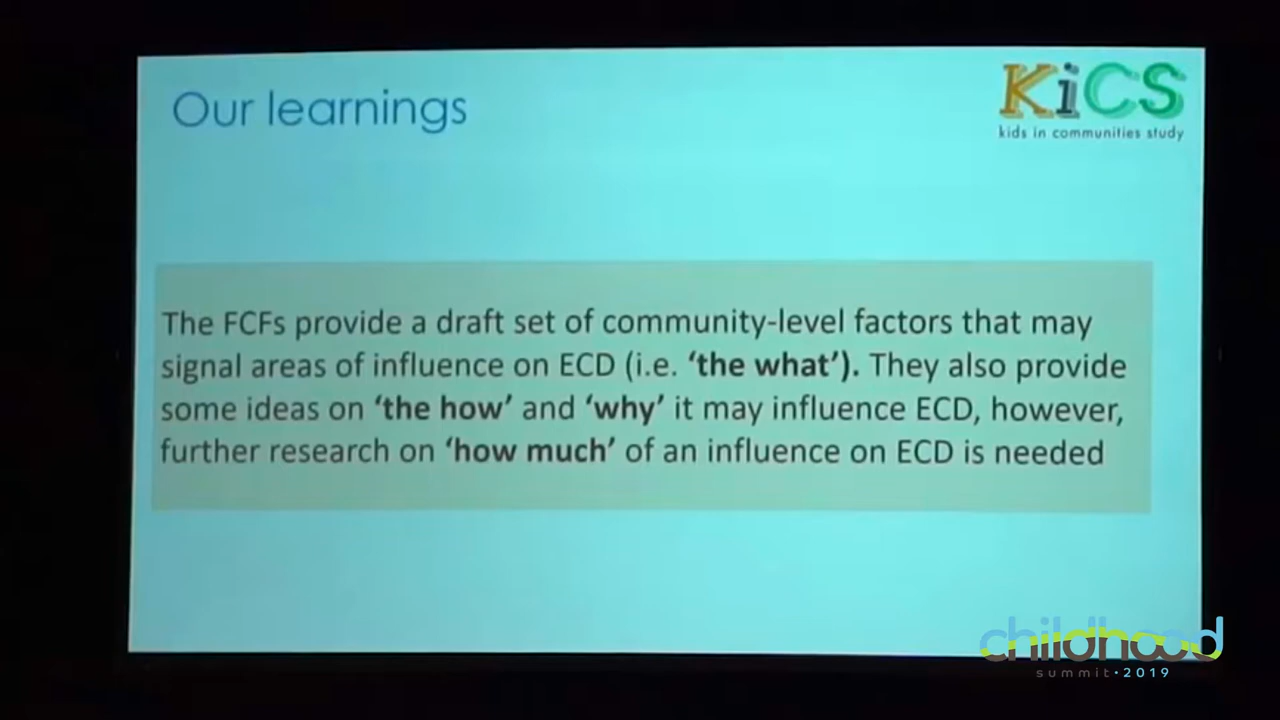 Our learnings
KiCS
kids in communities study
The FCFs provide a draft set of community-level factors that may
signal areas of influence on ECD (i.e. ‘the what’). They also provide
some ideas on ‘the how’ and ‘why’ it may influence ECD, however,
further research on ‘how much’ of an influence on ECD is needed
childhood
summit•2019